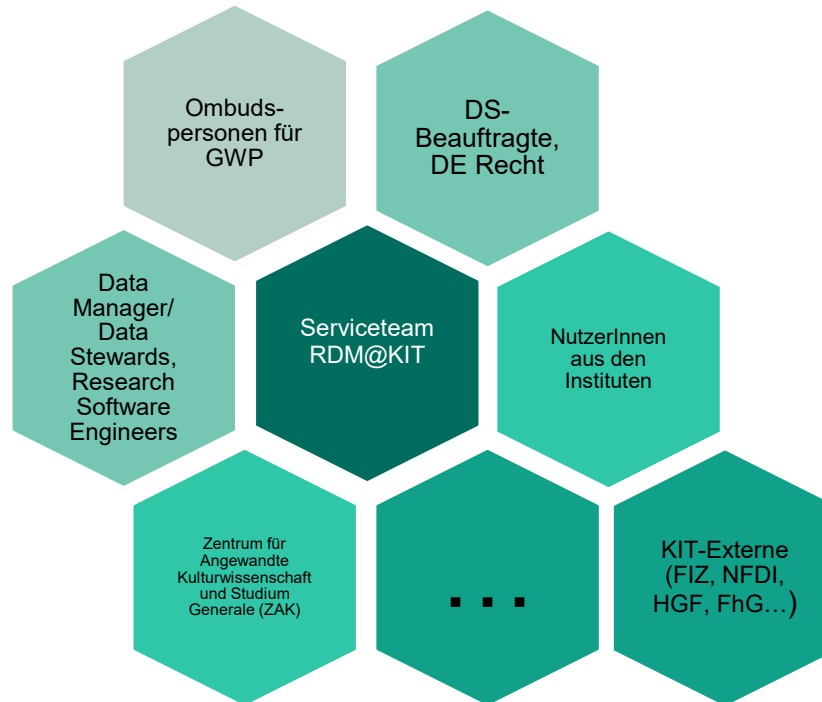 Ombuds-
personen für
GWP
DS-
Beauftragte,
DE Recht
Data
Manager/
Data
Stewards,
Research
Software
Engineers
Serviceteam
RDM@KIT
NutzerInnen
aus den
Instituten
Zentrum für
Angewandte
Kulturwissenschaft
und Studium
Generale (ZAK)
...
KIT-Externe
(FIZ, NFDI,
HGF, FhG…)